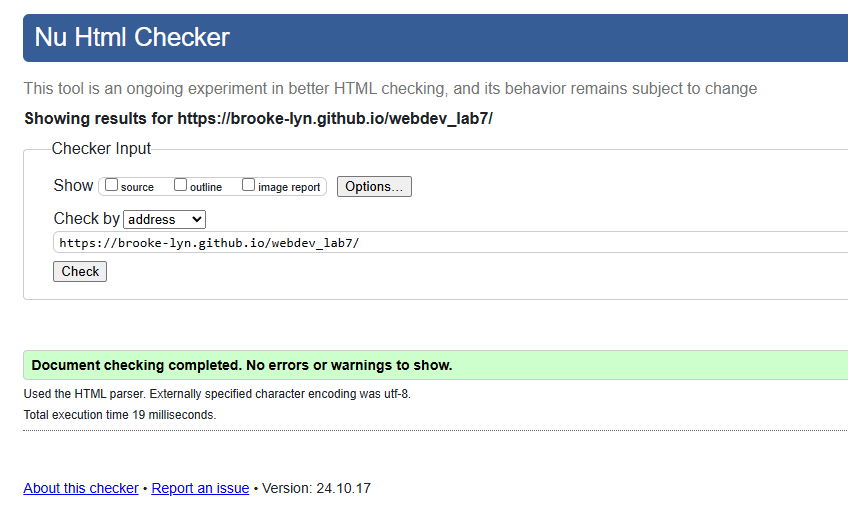 Nu Html Checker
This tool is an ongoing experiment in better HTML checking, and its behavior remains subject to change
Showing results for https://brooke-lyn.github.io/webdev_lab7/
Checker Input
Show source outline image report Options...
Check by address
https://brooke-lyn.github.io/webdev_lab7/
Check
Document checking completed. No errors or warnings to show.
Used the HTML parser. Externally specified character encoding was utf-8.
Total execution time 19 milliseconds.
About this checker • Report an issue • Version: 24.10.17